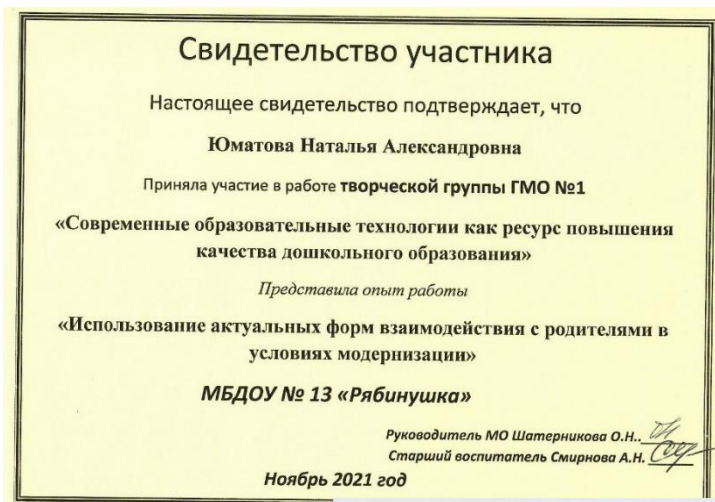 Свидетельство участника
Настоящее свидетельство подтверждает, что
Юматова Наталья Александровна
Приняла участие в работе творческой группы ГМО №1
«Современные образовательные технологии как ресурс повышения
качества дошкольного образования»
Представила опыт работы
«Использование актуальных форм взаимодействия с родителями в
условиях модернизации»
МБДОУ № 13 «Рябинушка»
Руководитель МО Шатерникова О.Н..
Старший воспитатель Смирнова А.Н.
Ноябрь 2021 год